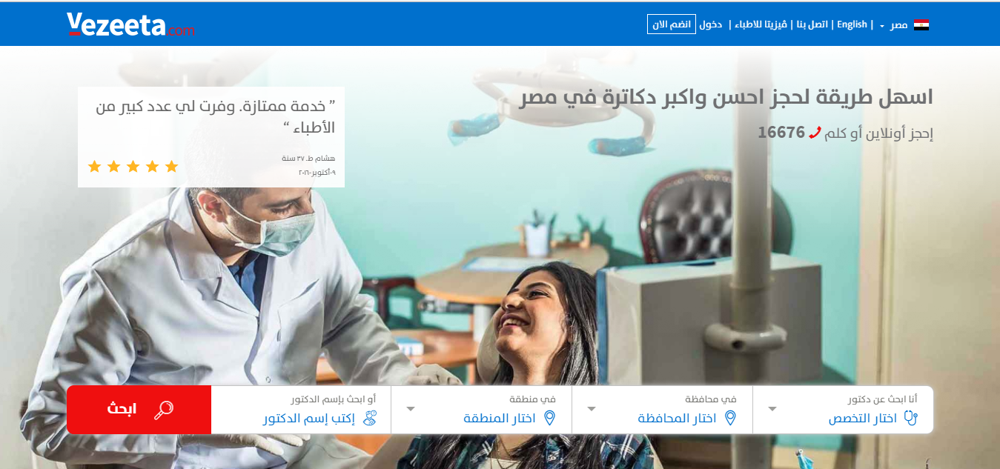 Vezeeta.com
مصر | English | اتصل بنا | ڤيزيتا للاطباء | دخول انضم الان
اسهل طريقة لحجز احسن واكبر دكاترة في مصر
إحجز أونلاين أو كلم 16676
” خدمة ممتازة. وفرت لي عدد كبير من
الأطباء “
هشام ط. ٣٧ سنة
٩-أكتوبر-٢٠١٦
أنا ابحث عن دكتور
اختار التخصص
في محافظة
اختار المحافظة
في منطقة
اختار المنطقة
أو ابحث بإسم الدكتور
إكتب إسم الدكتور
ابحث